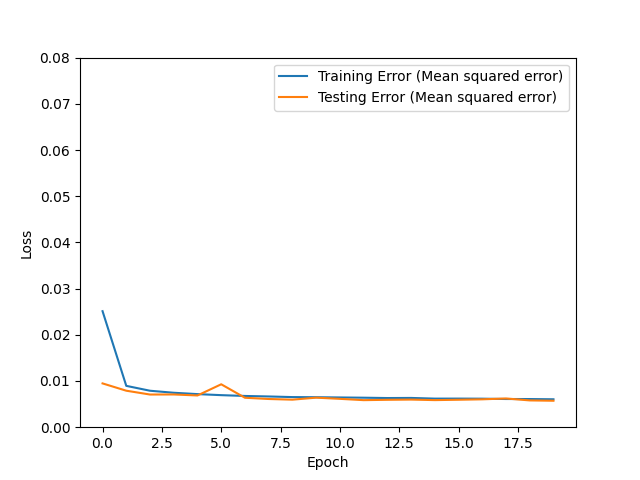 0.08
0.07
0.06
0.05
0.04
0.03
0.02
0.01
0.00
Loss
Training Error (Mean squared error)
Testing Error (Mean squared error)
0.0 2.5 5.0 7.5 10.0 12.5 15.0 17.5
Epoch